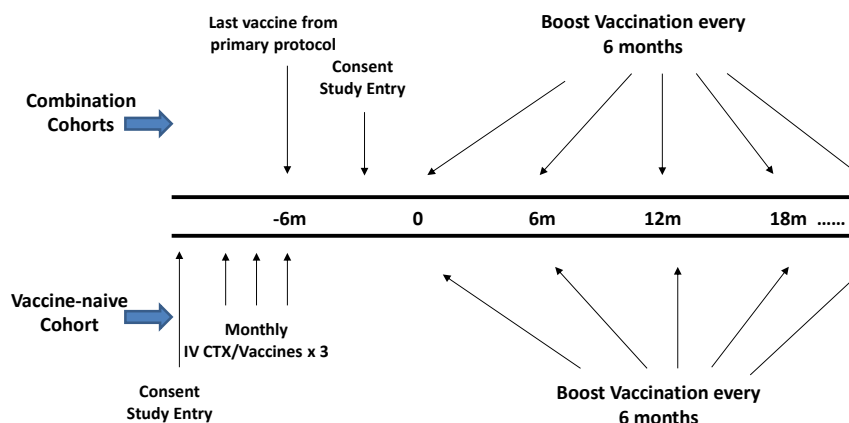 Last vaccine from
primary protocol
Consent
Study Entry
Boost Vaccination every
6 months
Combination
Cohorts
-6m 0 6m 12m 18m ......
Vaccine-naive
Cohort
Monthly
IV CTX/Vaccines x 3
Consent
Study Entry
Boost Vaccination every
6 months